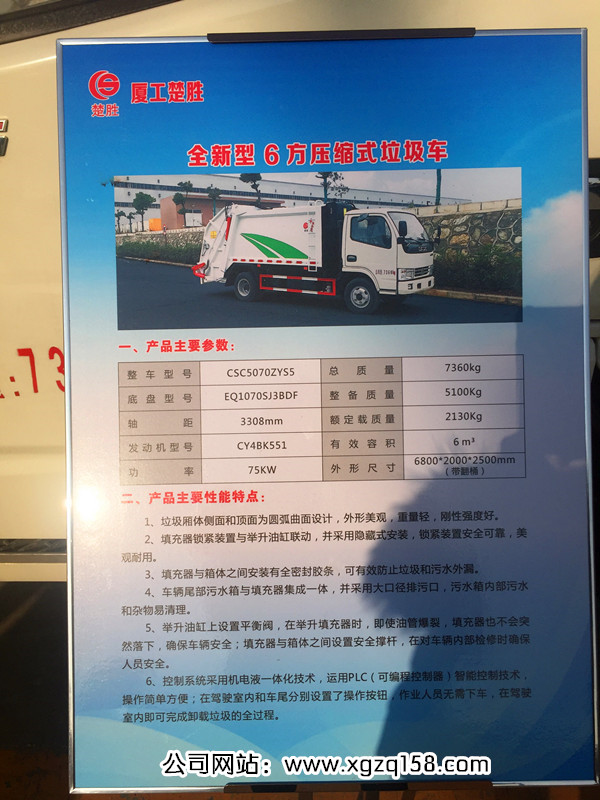 楚胜
厦工楚胜
全新型 6 方压缩式垃圾车
一、产品主要参数：
整车型号 CSC5070ZYS5 总质量 7360kg
底盘型号 EQ1070SJ3BDF 整备质量 5100Kg
轴距 3308mm 额定载质量 2130Kg
发动机型号 CY4BK551 有效容积 6 m³
功率 75KW 外形尺寸 6800*2000*2500mm
（带翻桶）
二、产品主要性能特点：
1、垃圾厢体侧面和顶面为圆弧曲面设计，外形美观，重量轻，刚性强度好。
2、填充器锁紧装置与举升油缸联动，并采用隐藏式安装，锁紧装置安全可靠，美
观耐用。
3、填充器与箱体之间安装有全密封胶条，可有效防止垃圾和污水外漏。
4、车辆尾部污水箱与填充器集成一体，并采用大口径排污口，污水箱内部污水
和杂物易清理。
5、举升油缸上设置平衡阀，在举升填充器时，即使油管爆裂，填充器也不会突
然落下，确保车辆安全；填充器与箱体之间设置安全撑杆，在对车辆内部检修时确保
人员安全。
6、控制系统采用机电液一体化技术，运用PLC（可编程控制器）智能控制技术，
操作简单方便；在驾驶室内和车尾分别设置了操作按钮，作业人员无需下车，在驾驶
室内即可完成卸载垃圾的全过程。
:73
公司网站：www.xgzq158.com